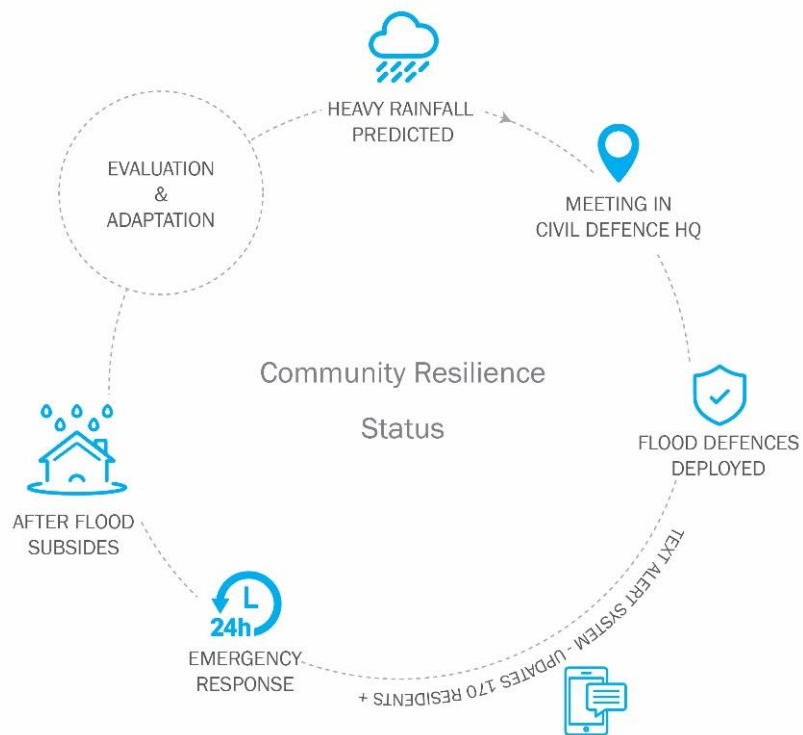 HEAVY RAINFALL
PREDICTED
MEETING IN
CIVIL DEFENCE HQ
FLOOD DEFENCES
DEPLOYED
TEXT ALERT SYSTEM - UPDATES 170 RESIDENTS +
24h
EMERGENCY
RESPONSE
AFTER FLOOD
SUBSIDES
EVALUATION
&
ADAPTATION
Community Resilience
Status